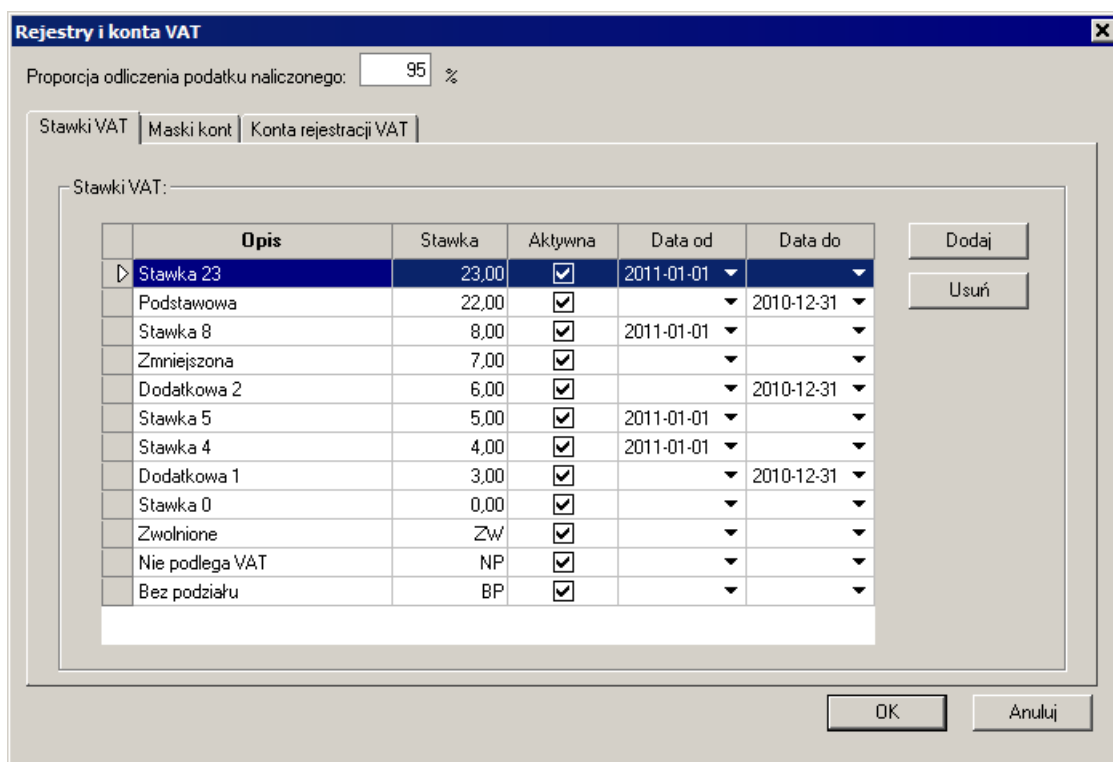 Rejestry i konta VAT
Proporcja odliczenia podatku naliczonego: 95 %
Stawki VAT Maski kont Konta rejestracji VAT
Stawki VAT:
Opis Stawka Aktywna Data od Data do
Stawka 23 23,00 2011-01-01
Podstawowa 22,00 2010-12-31
Stawka 8 8,00 2011-01-01
Zmniejszona 7,00
Dodatkowa 2 6,00 2010-12-31
Stawka 5 5,00 2011-01-01
Stawka 4 4,00 2011-01-01
Dodatkowa 1 3,00 2010-12-31
Stawka 0 0,00
Zwolnione ZW
Nie podlega VAT NP
Bez podziału BP
Dodaj
Usuń
OK Anuluj